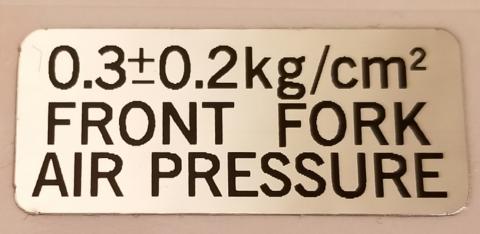 0.3±0.2kg/cm²
FRONT FORK
AIR PRESSURE